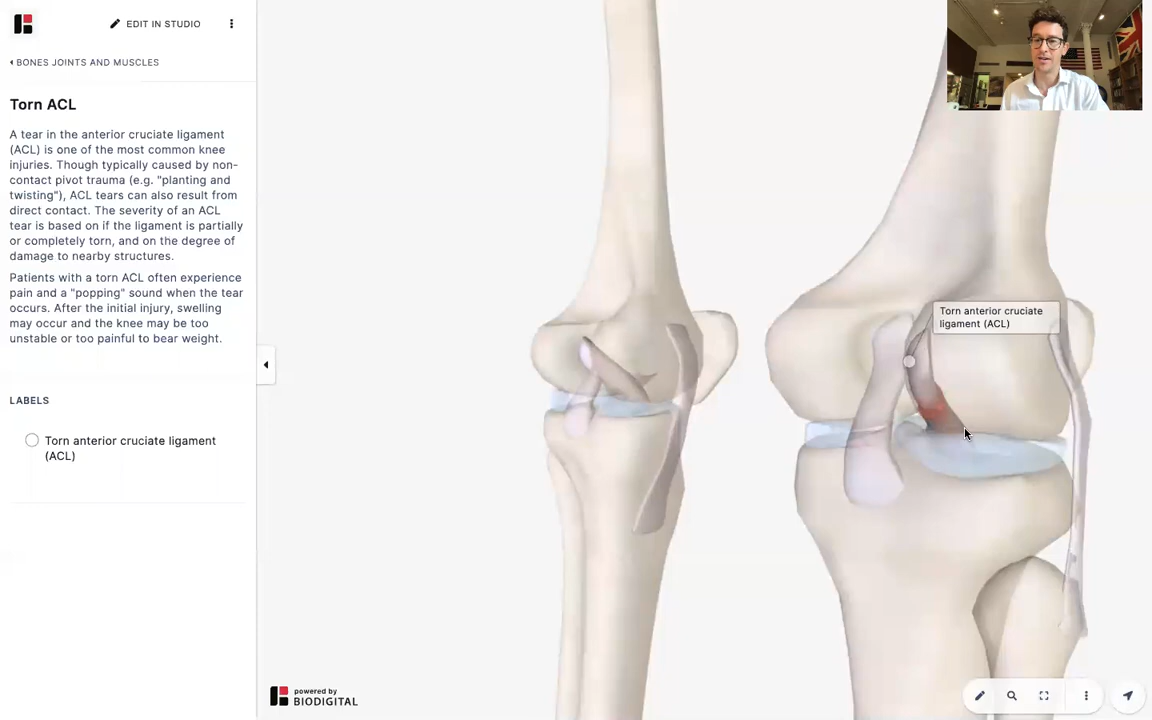 EDIT IN STUDIO
BONES JOINTS AND MUSCLES
Torn ACL
A tear in the anterior cruciate ligament
(ACL) is one of the most common knee
injuries. Though typically caused by non-
contact pivot trauma (e.g. "planting and
twisting"), ACL tears can also result from
direct contact. The severity of an ACL
tear is based on if the ligament is partially
or completely torn, and on the degree of
damage to nearby structures.
Patients with a torn ACL often experience
pain and a "popping" sound when the tear
occurs. After the initial injury, swelling
may occur and the knee may be too
unstable or too painful to bear weight.
LABELS
Torn anterior cruciate ligament
(ACL)
Torn anterior cruciate
ligament (ACL)
powered by
BIODIGITAL